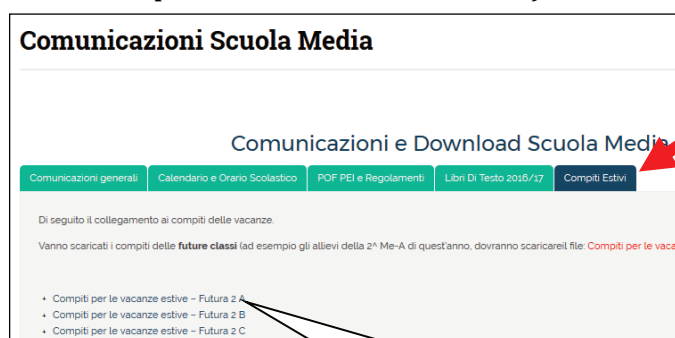 Comunicazioni Scuola Media
Comunicazioni e Download Scuola Media
Comunicazioni generali Calendario e Orario Scolastico POF PEI e Regolamenti Libri Di Testo 2016/17 Compiti Estivi
Di seguito il collegamento ai compiti delle vacanze.
Vanno scaricati i compiti delle future classi (ad esempio gli allievi della 2^ Me-A di quest'anno, dovranno scaricareil file: Compiti per le vaca
+ Compiti per le vacanze estive – Futura 2 A
+ Compiti per le vacanze estive – Futura 2 B
+ Compiti per le vacanze estive – Futura 2 C